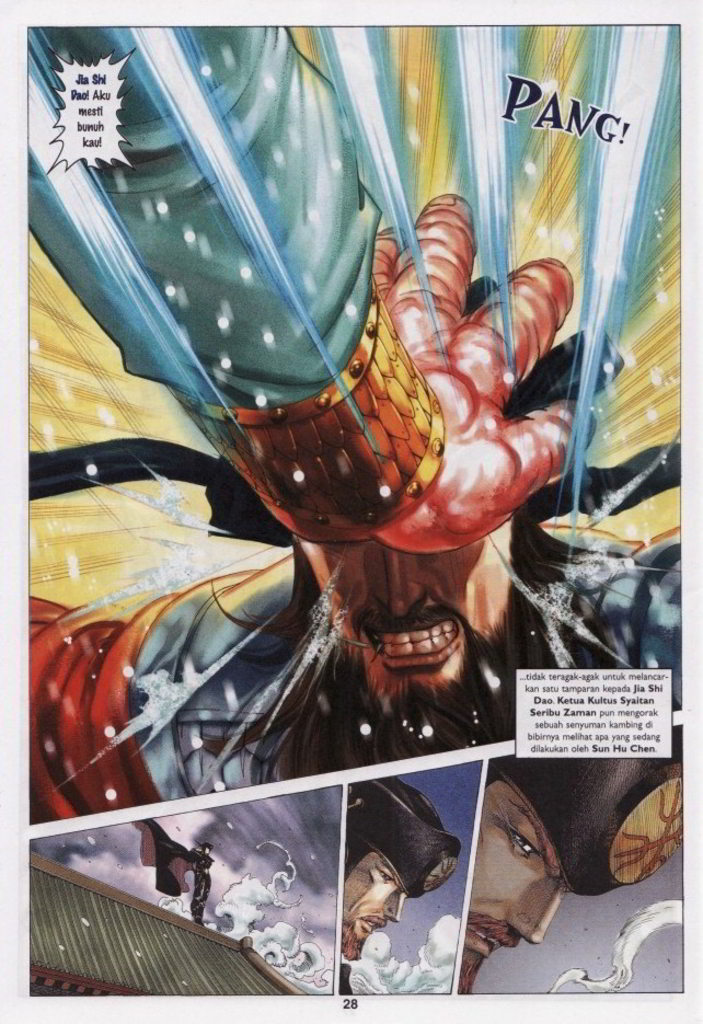 Jia Shi
Dao! Aku
mesti
bunuh
kau!
PANG!
...tidak teragak-agak untuk melancar-
kan satu tamparan kepada Jia Shi
Dao. Ketua Kultus Syaitan
Seribu Zaman pun mengorak
sebuah senyuman kambing di
bibirnya melihat apa yang sedang
dilakukan oleh Sun Hu Chen.
28